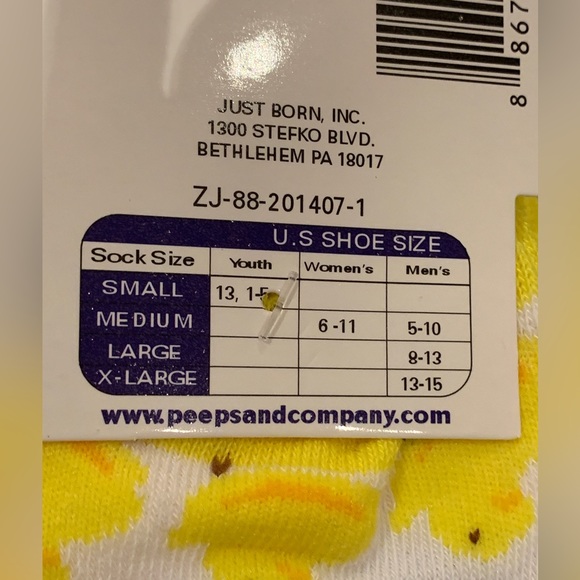 8 867
JUST BORN, INC.
1300 STEFKO BLVD.
BETHLEHEM PA 18017
ZJ-88-201407-1
U.S SHOE SIZE
Sock Size Youth Women's Men's
SMALL 13, 1-5
MEDIUM 6-11 5-10
LARGE 8-13
X-LARGE 13-15
www.peepsandcompany.com